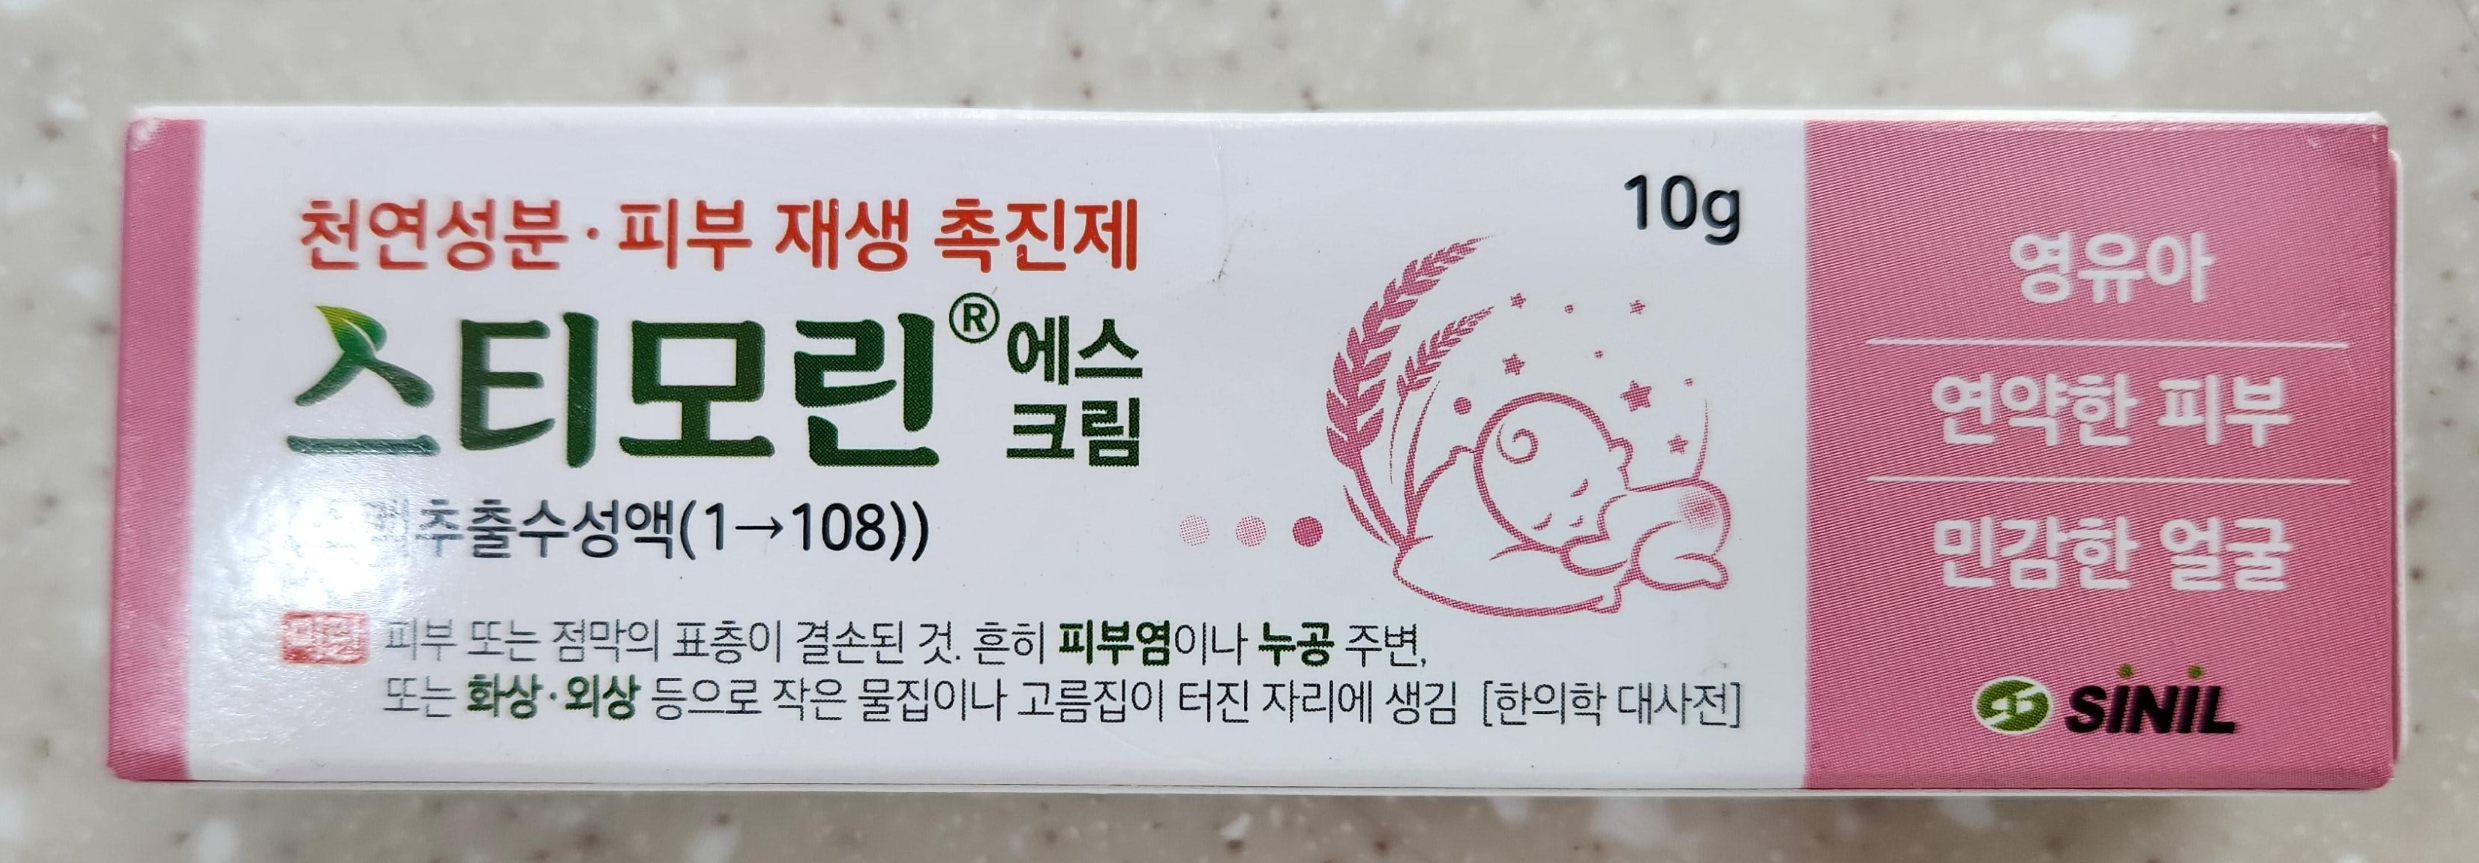 천연성분·피부 재생 촉진제
스티모린® 에스
크림
추출수성액(1→108))
피부 또는 점막의 표층이 결손된 것. 흔히 피부염이나 누공 주변,
또는 화상·외상 등으로 작은 물집이나 고름집이 터진 자리에 생김 [한의학 대사전]
10g
영유아
연약한 피부
민감한 얼굴
SINIL